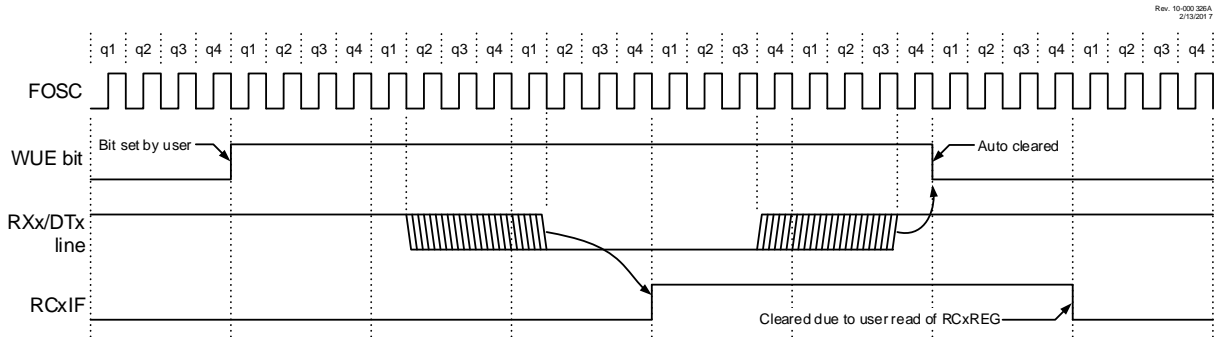 Rev. 10-000 326A
2/13/201 7
q1 q2 q3 q4 q1 q2 q3 q4 q1 q2 q3 q4 q1 q2 q3 q4 q1 q2 q3 q4 q1 q2 q3 q4 q1 q2 q3 q4 q1 q2 q3 q4
FOSC
WUE bit
Bit set by user
Auto cleared
RXx/DTx
line
RCxIF
Cleared due to user read of RCxREG